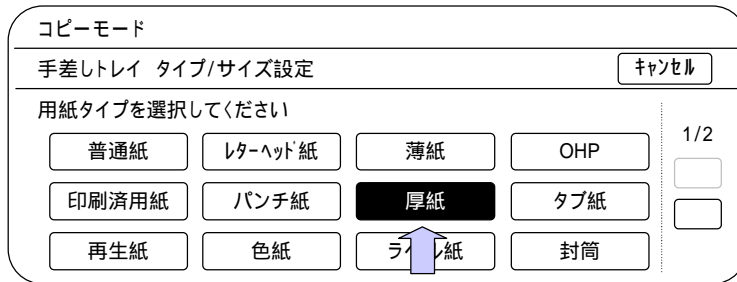 コピーモード
手差しトレイ タイプ/サイズ設定 ｷｬﾝｾﾙ
用紙タイプを選択してください
1/2
普通紙 ﾚﾀｰﾍｯﾄﾞ紙 薄紙 OHP
印刷済用紙 パンチ紙 厚紙 タブ紙
再生紙 色紙 封筒